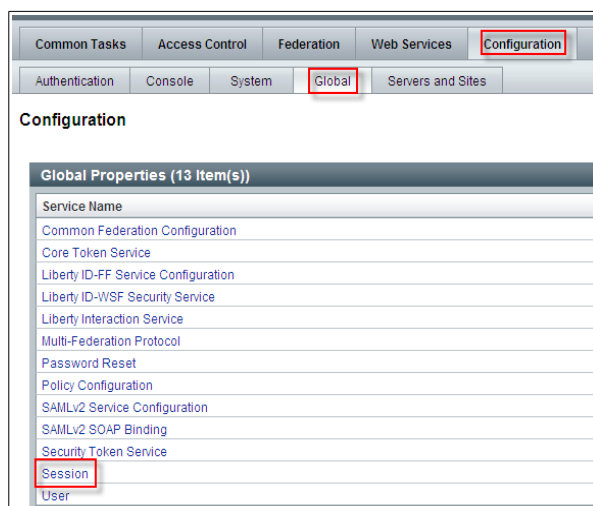 Common Tasks Access Control Federation Web Services Configuration
Authentication Console System Global Servers and Sites
Configuration
Global Properties (13 Item(s))
Service Name
Common Federation Configuration
Core Token Service
Liberty ID-FF Service Configuration
Liberty ID-WSF Security Service
Liberty Interaction Service
Multi-Federation Protocol
Password Reset
Policy Configuration
SAMLv2 Service Configuration
SAMLv2 SOAP Binding
Security Token Service
Session
User